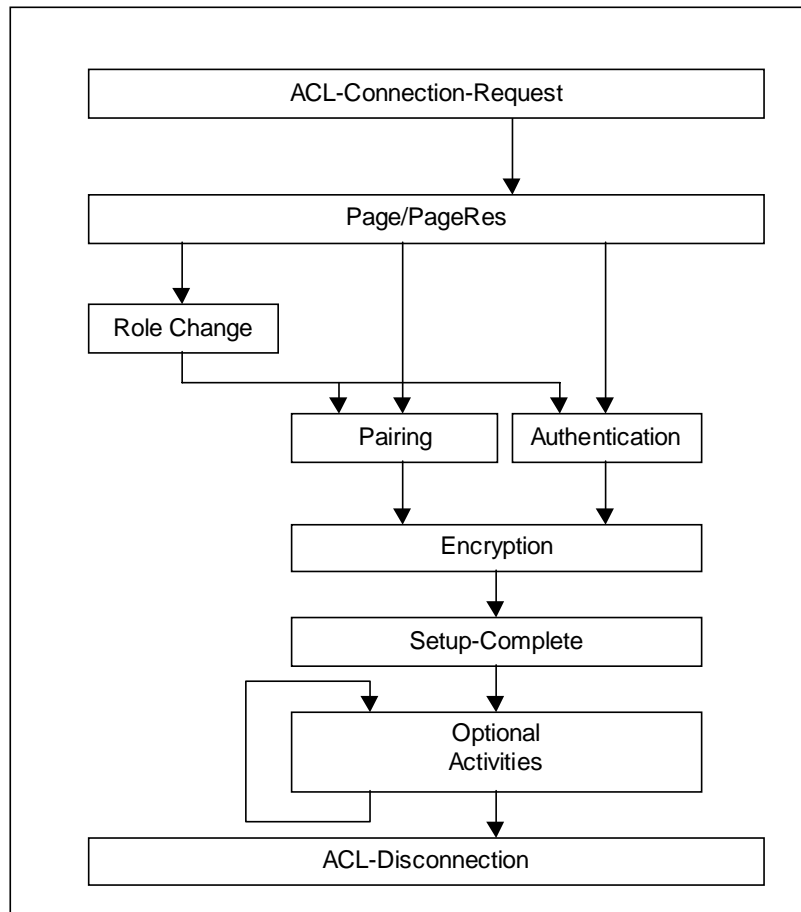 ACL-Connection-Request
Page/PageRes
Role Change
Pairing
Authentication
Encryption
Setup-Complete
Optional
Activities
ACL-Disconnection